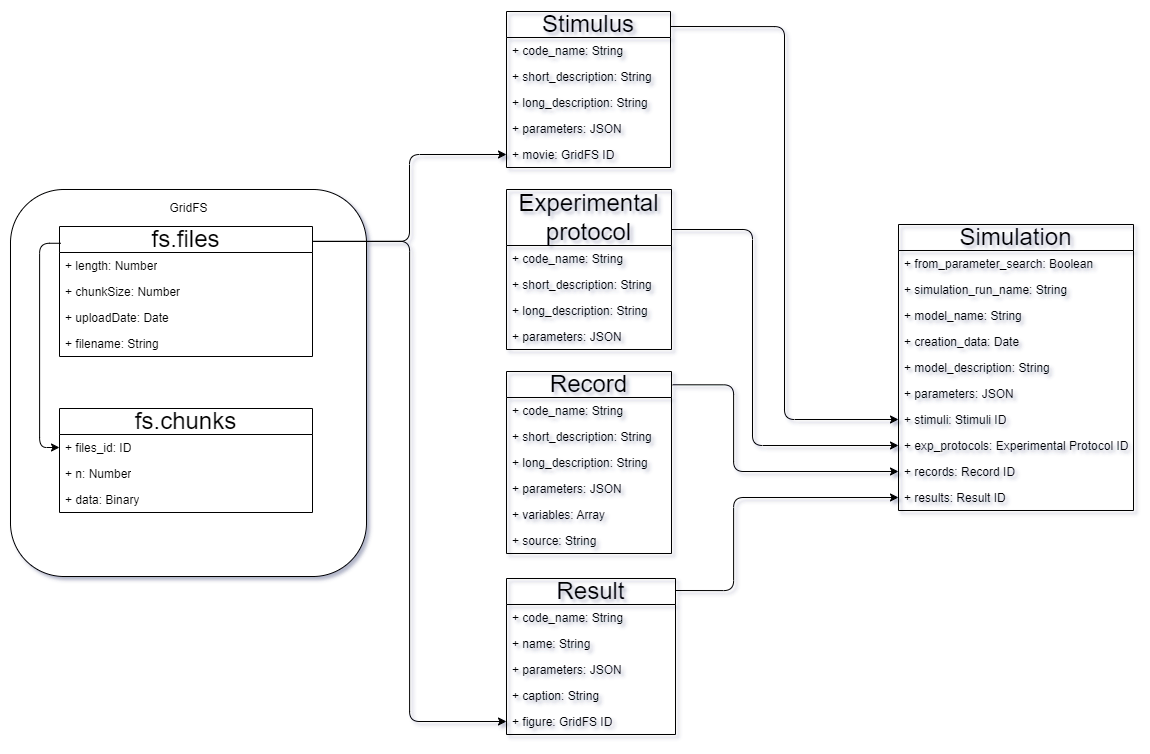 GridFS
fs.files
+ length: Number
+ chunkSize: Number
+ uploadDate: Date
+ filename: String
fs.chunks
+ files_id: ID
+ n: Number
+ data: Binary
Stimulus
+ code_name: String
+ short_description: String
+ long_description: String
+ parameters: JSON
+ movie: GridFS ID
Experimental
protocol
+ code_name: String
+ short_description: String
+ long_description: String
+ parameters: JSON
Record
+ code_name: String
+ short_description: String
+ long_description: String
+ parameters: JSON
+ variables: Array
+ source: String
Result
+ code_name: String
+ name: String
+ parameters: JSON
+ caption: String
+ figure: GridFS ID
Simulation
+ from_parameter_search: Boolean
+ simulation_run_name: String
+ model_name: String
+ creation_data: Date
+ model_description: String
+ parameters: JSON
+ stimuli: Stimuli ID
+ exp_protocols: Experimental Protocol ID
+ records: Record ID
+ results: Result ID